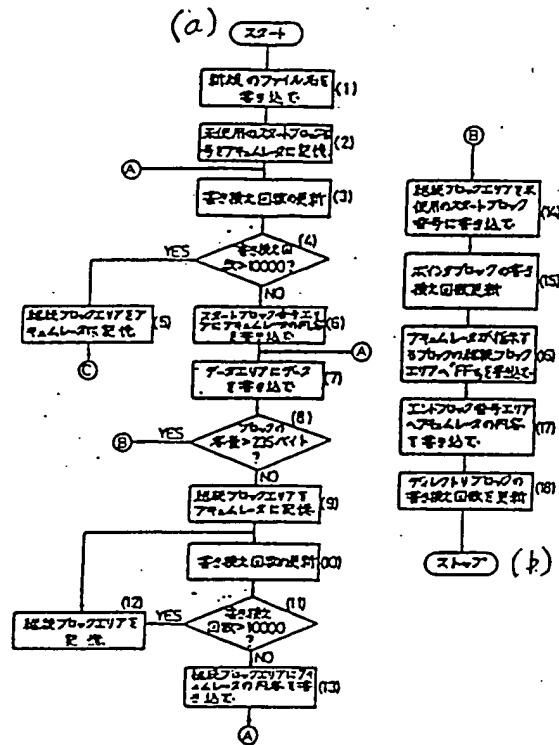 (a)
スタート
新規のファイル名を
書き込む
(1)
未使用のスタートブロック番
号をアキュムレータに記憶
(2)
A
書き換え回数の更新
(3)
(4)
書き換え回
数>10000?
YES
NO
継続ブロックエリアをア
キュムレータに記憶
(5)
C
スタートブロック番号エリ
アにアキュムレータの内容
を書き込む
(6)
A
データエリアにデータ
を書き込む
(7)
(8)
ブロックの
容量>235バイト
?
YES
B
NO
継続ブロックエリアを
アキュムレータに記憶
(9)
書き換え回数の更新
(10)
(11)
書き換え
回数>10000
?
YES
NO
(12)
継続ブロックエリアを
記憶
継続ブロックエリアにアキュ
ムレータの内容を書
き込む
(13)
A
B
継続ブロックエリアを未
使用のスタートブロック
番号に書き込む
(14)
ポインタブロックの書き
換え回数更新
(15)
アキュムレータが指示す
るブロックの継続ブロック
エリアへ"FF"を書き込む
(16)
エンドブロック番号エリア
へアキュムレータの内容
を書き込む
(17)
ディレクトリブロックの
書き換え回数を更新
(18)
ストップ
(b)